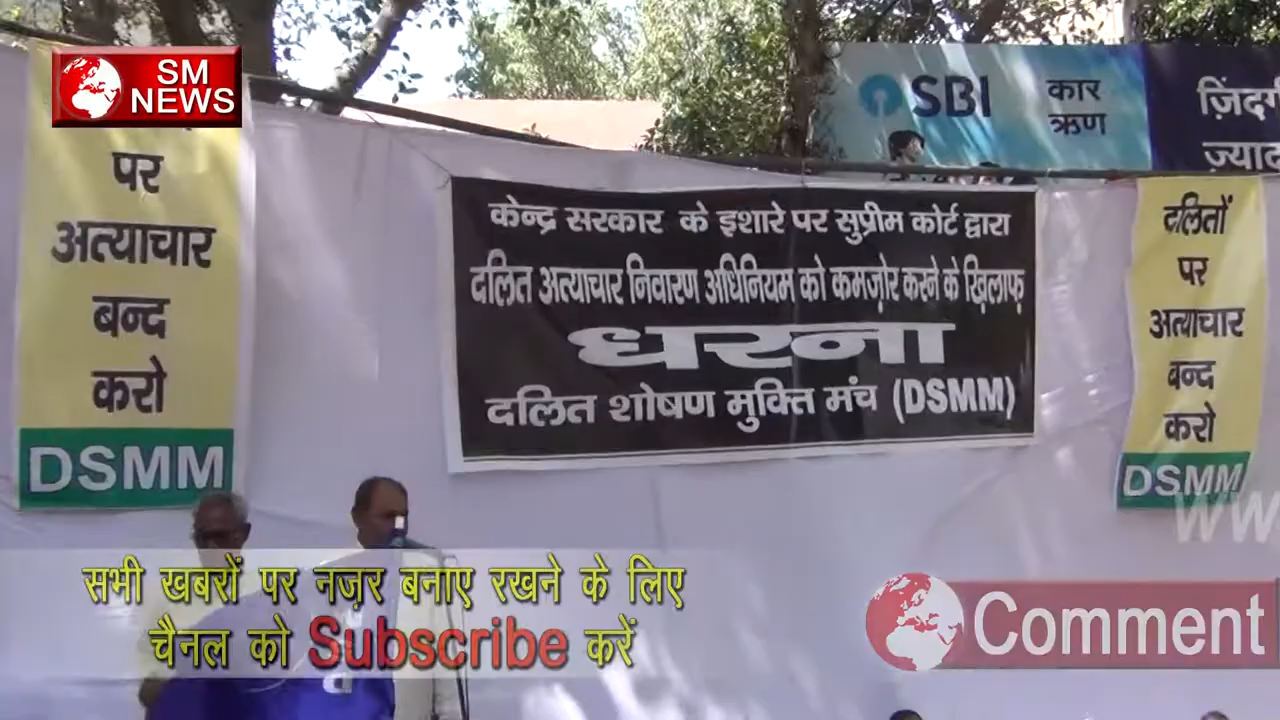 SM
NEWS
पर
अत्याचार
बन्द
करो
DSMM
SBI
कार
ऋण
केन्द्र सरकार के इशारे पर सुप्रीम कोर्ट द्वारा
दलित अत्याचार निवारण अधिनियम को कमज़ोर करने के ख़िलाफ़
धरना
दलित शोषण मुक्ति मंच (DSMM)
दलितों
पर
अत्याचार
बन्द
करो
DSMM
सभी खबरों पर नज़र बनाए रखने के लिए
चैनल को Subscribe करें
Comment